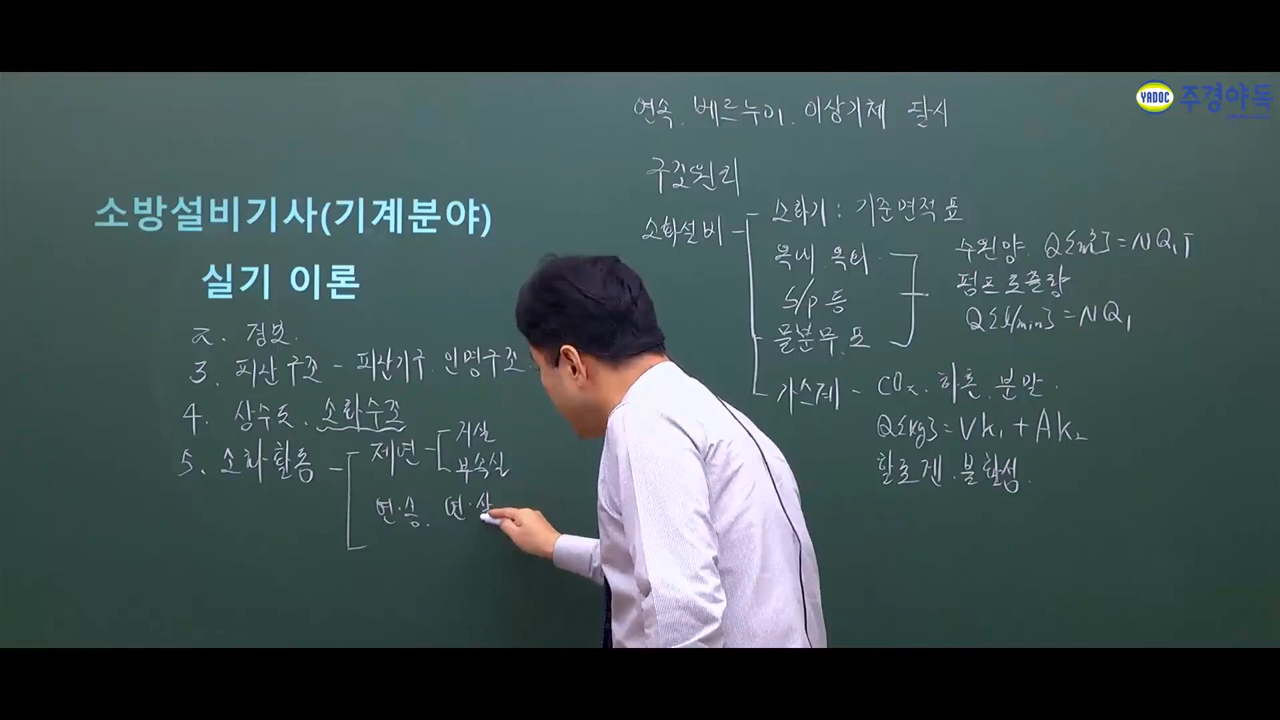 YADOC 주경야독
연속. 베르누이. 이상기체 달시
구조원리
소화설비
소화기 : 기준면적 표
옥내 옥외
S/p 등
물분무. 포
수원양. Q[㎥] = NQ₁T
펌프토출량
Q[ℓ/min] = NQ₁
가스계 - CO₂. 하론. 분말.
Q[kg] = VK₁ + AK₂
할로겐. 불활성.
소방설비기사(기계분야)
실기 이론
2. 경보.
3. 피난구조 - 피난기구 인명구조
4. 상수도. 소화수조
5. 소화활동
제연
거실
부속실
연·송. 연·살